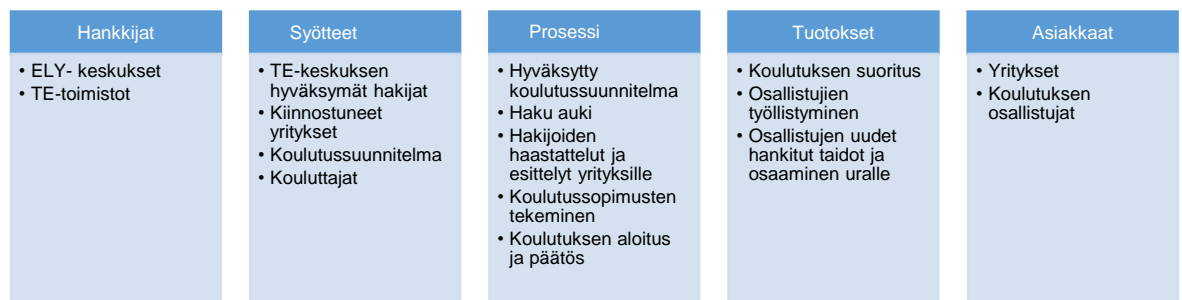 Hankkijat
• ELY- keskukset
• TE-toimistot
Syötteet
• TE-keskuksen
hyväksymät hakijat
• Kiinnostuneet
yritykset
• Koulutussuunnitelma
• Kouluttajat
Prosessi
• Hyväksytty
koulutussuunnitelma
• Haku auki
• Hakijoiden
haastattelut ja
esittelyt yrityksille
• Koulutussopimusten
tekeminen
• Koulutuksen aloitus
ja päätös
Tuotokset
• Koulutuksen suoritus
• Osallistujien
työllistyminen
• Osallistujen uudet
hankitut taidot ja
osaaminen uralle
Asiakkaat
• Yritykset
• Koulutuksen
osallistujat